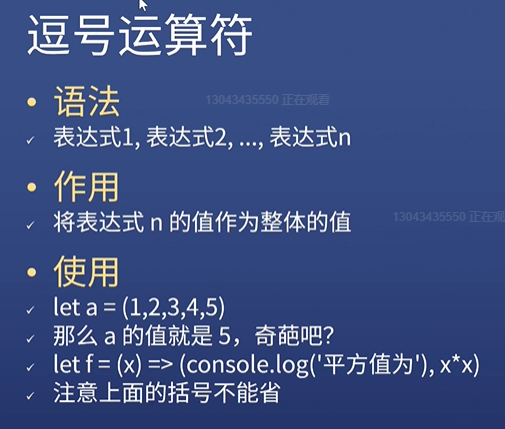 逗号运算符
语法
13043435550 正在观看
表达式1, 表达式2, ..., 表达式n
作用
13043435550 正在观
将表达式 n 的值作为整体的值
使用
let a = (1,2,3,4,5)
那么 a 的值就是 5，奇葩吧？
let f = (x) => (console.log('平方值为'), x*x)
注意上面的括号不能省